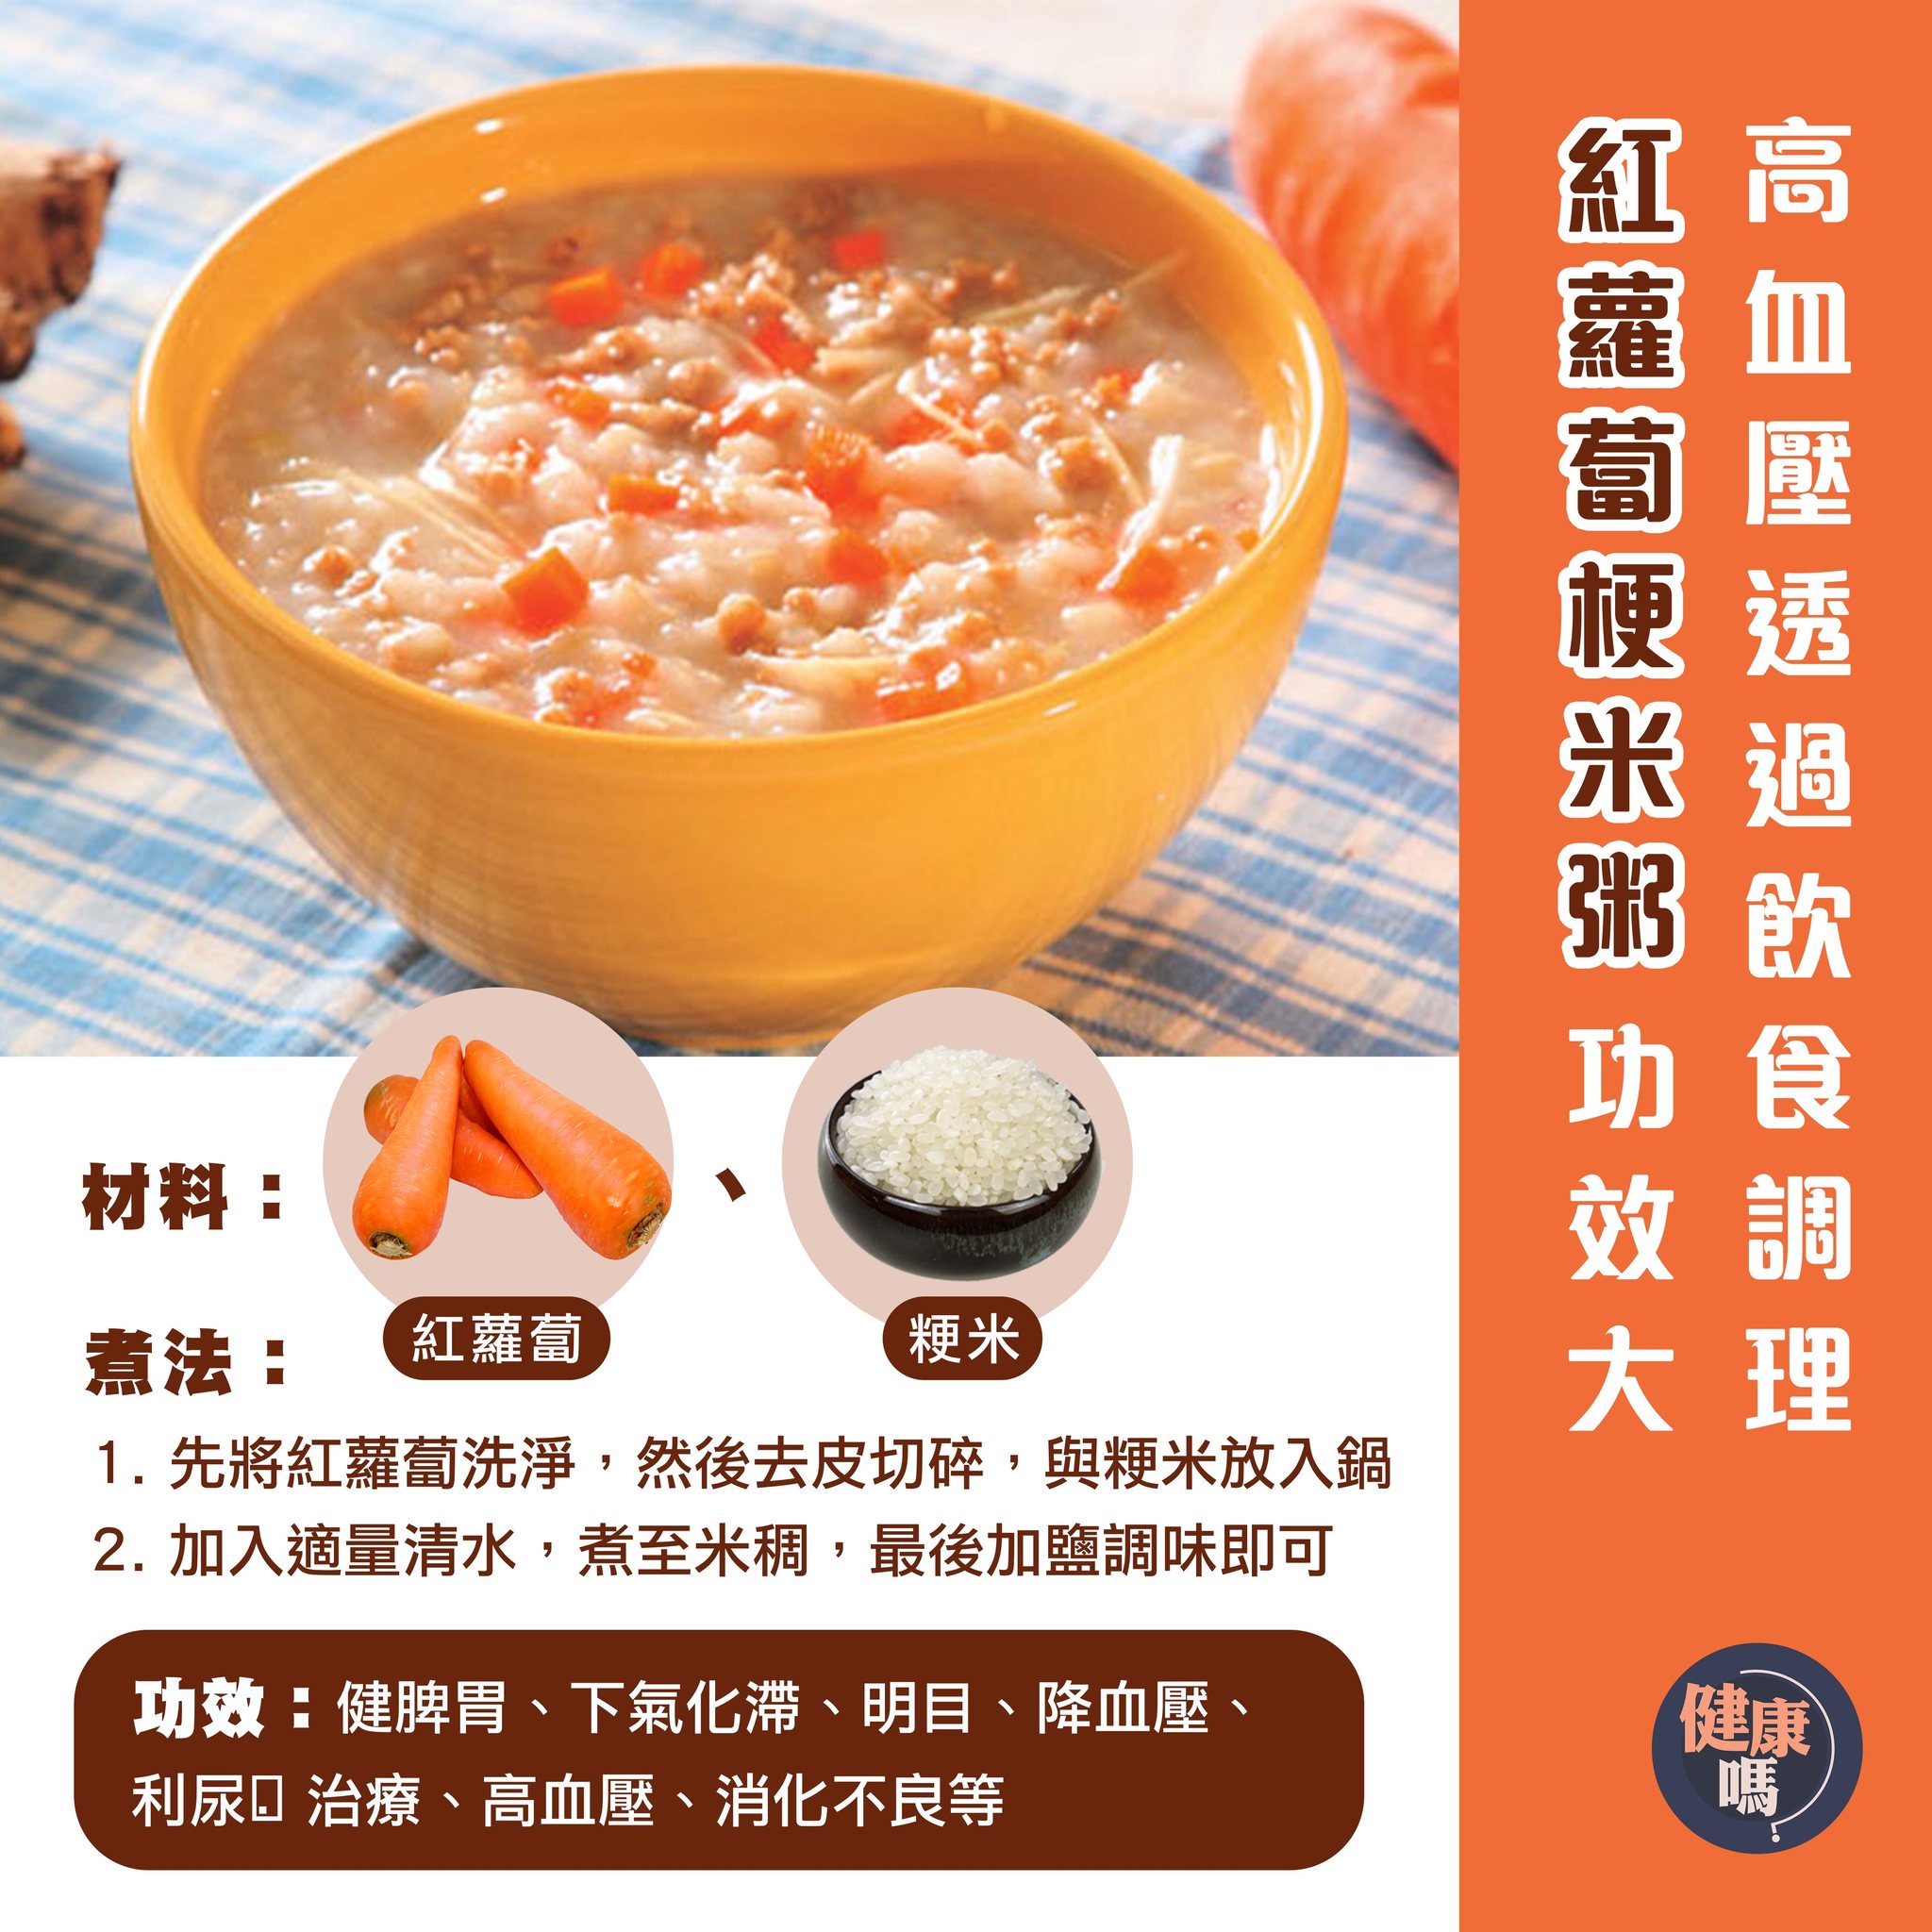 高血壓透過飲食調理
紅蘿蔔梗米粥 功效大
材料：
、
紅蘿蔔
粳米
煮法：
1. 先將紅蘿蔔洗淨，然後去皮切碎，與粳米放入鍋
2. 加入適量清水，煮至米稠，最後加鹽調味即可
功效：健脾胃、下氣化滯、明目、降血壓、
利尿 治療、高血壓、消化不良等
健康
嗎?